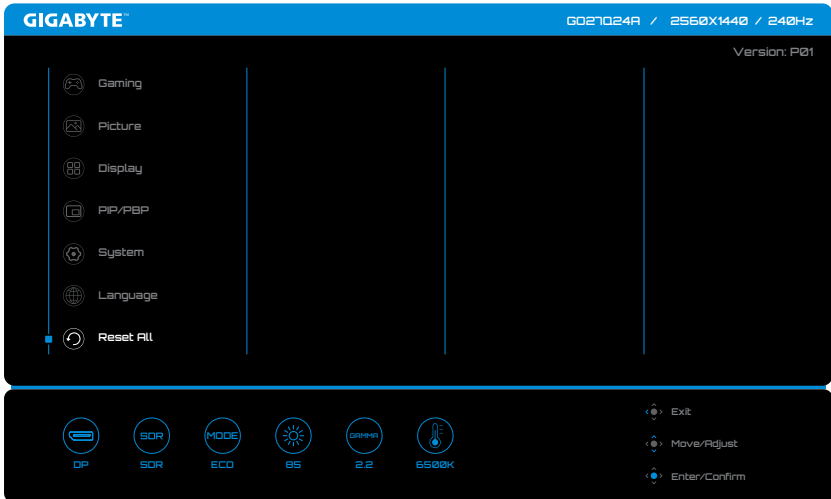 GIGABYTE™
GO27Q24A / 2560X1440 / 240Hz
Version: P01
Gaming
Picture
Display
PIP/PBP
System
Language
Reset All
SDR
MODE
GAMMA
DP
SDR
ECO
85
2.2
6500K
Exit
Move/Adjust
Enter/Confirm